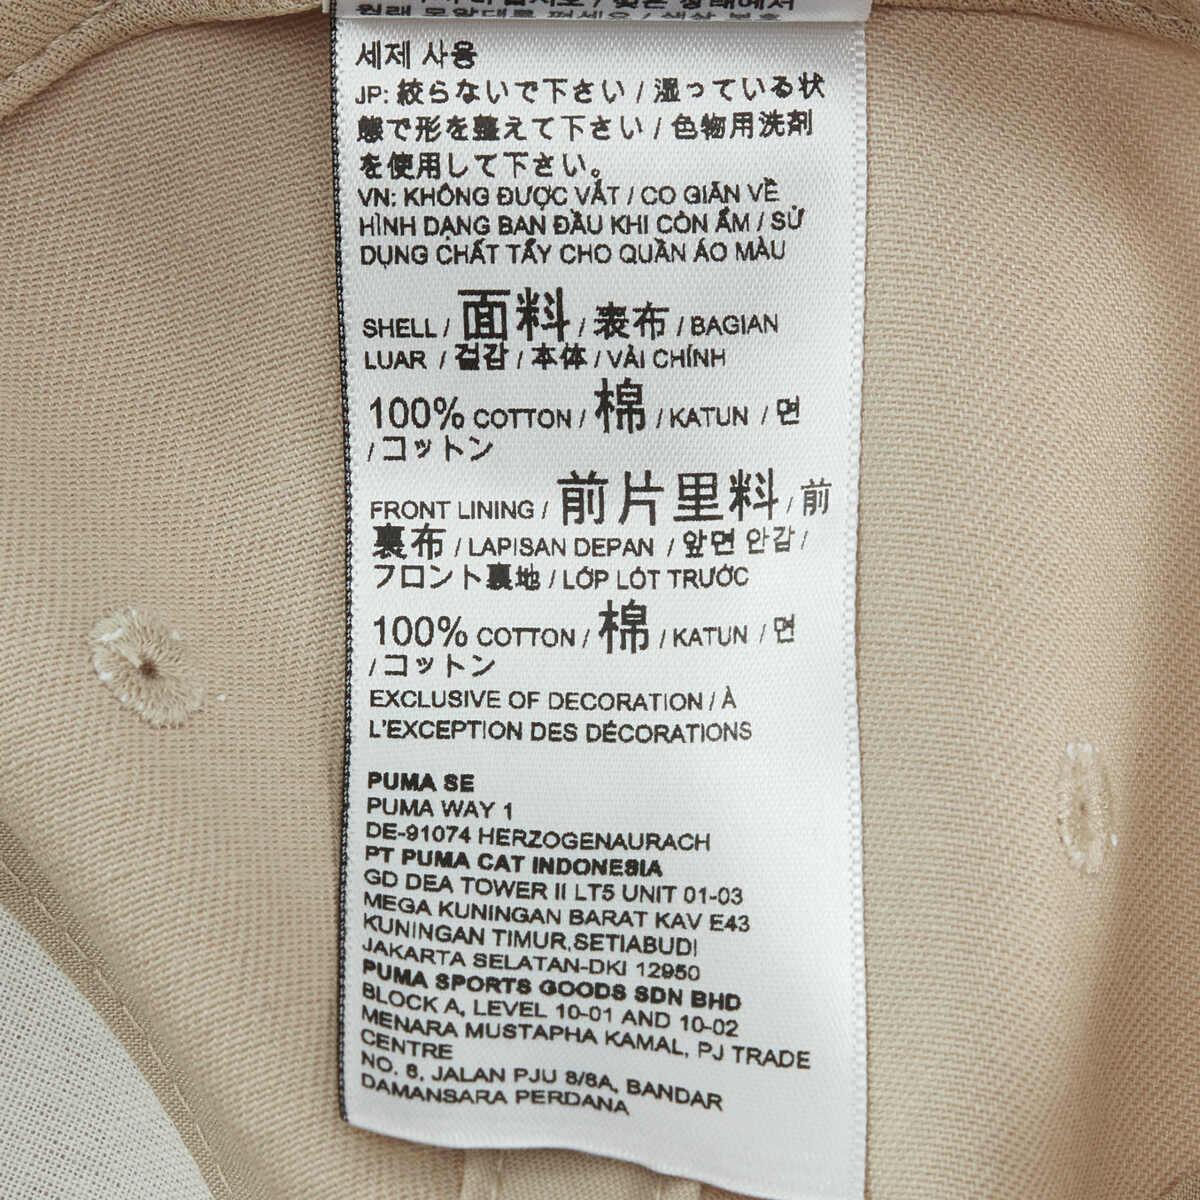 세제 사용
JP: 絞らないで下さい / 湿っている状
態で形を整えて下さい / 色物用洗剤
を使用して下さい。
VN: KHÔNG ĐƯỢC VẮT / CO GIÃN VỀ
HÌNH DẠNG BAN ĐẦU KHI CÒN ẨM / SỬ
DỤNG CHẤT TẨY CHO QUẦN ÁO MÀU
SHELL / 面料 / 表布 / BAGIAN
LUAR / 겉감 / 本体 / VẢI CHÍNH
100% COTTON / 棉 / KATUN / 면
/ コットン
FRONT LINING / 前片里料 / 前
裏布 / LAPISAN DEPAN / 앞면 안감 /
フロント裏地 / LỚP LÓT TRƯỚC
100% COTTON / 棉 / KATUN / 면
/ コットン
EXCLUSIVE OF DECORATION / À
L'EXCEPTION DES DÉCORATIONS
PUMA SE
PUMA WAY 1
DE-91074 HERZOGENAURACH
PT PUMA CAT INDONESIA
GD DEA TOWER II LT5 UNIT 01-03
MEGA KUNINGAN BARAT KAV E43
KUNINGAN TIMUR,SETIABUDI
JAKARTA SELATAN-DKI 12950
PUMA SPORTS GOODS SDN BHD
BLOCK A, LEVEL 10-01 AND 10-02
MENARA MUSTAPHA KAMAL, PJ TRADE
CENTRE
NO. 8, JALAN PJU 8/8A, BANDAR
DAMANSARA PERDANA